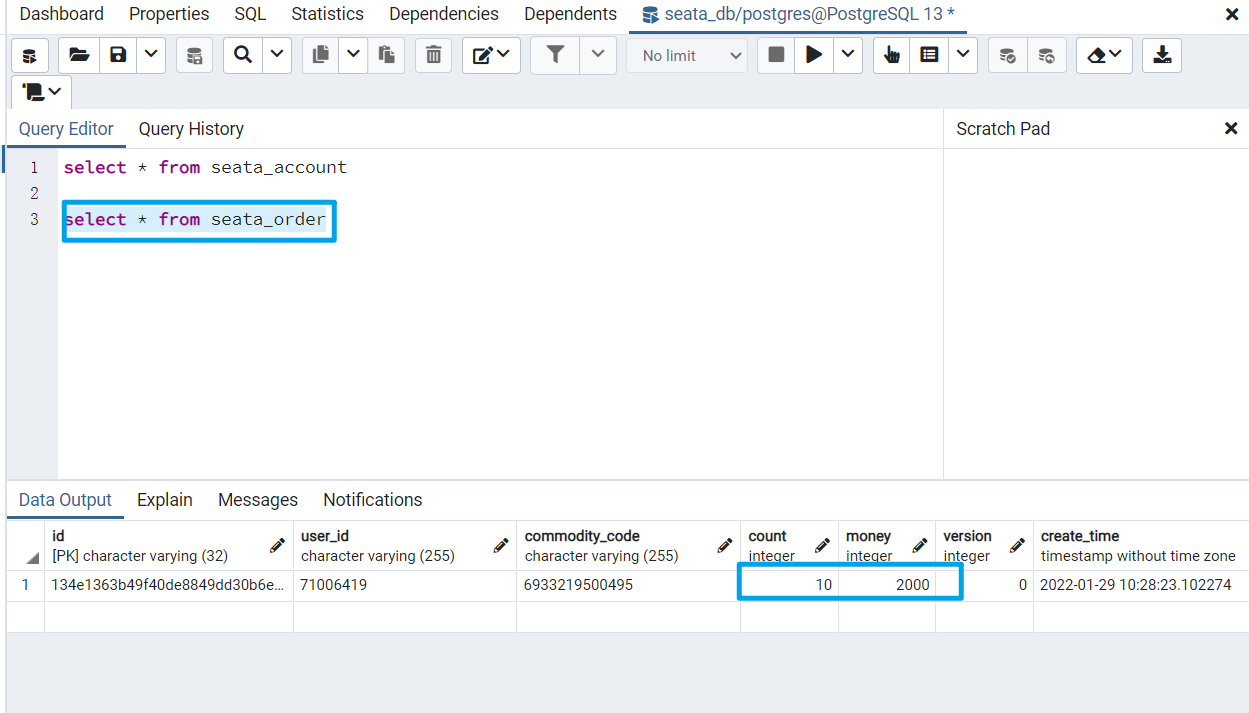 Dashboard Properties SQL Statistics Dependencies Dependents seata_db/postgres@PostgreSQL 13 *
No limit
Query Editor Query History Scratch Pad
1 select * from seata_account
2
3 select * from seata_order
Data Output Explain Messages Notifications
id user_id commodity_code count money version create_time
[PK] character varying (32) character varying (255) character varying (255) integer integer integer timestamp without time zone
1 134e1363b49f40de8849dd30b6e... 71006419 6933219500495 10 2000 0 2022-01-29 10:28:23.102274